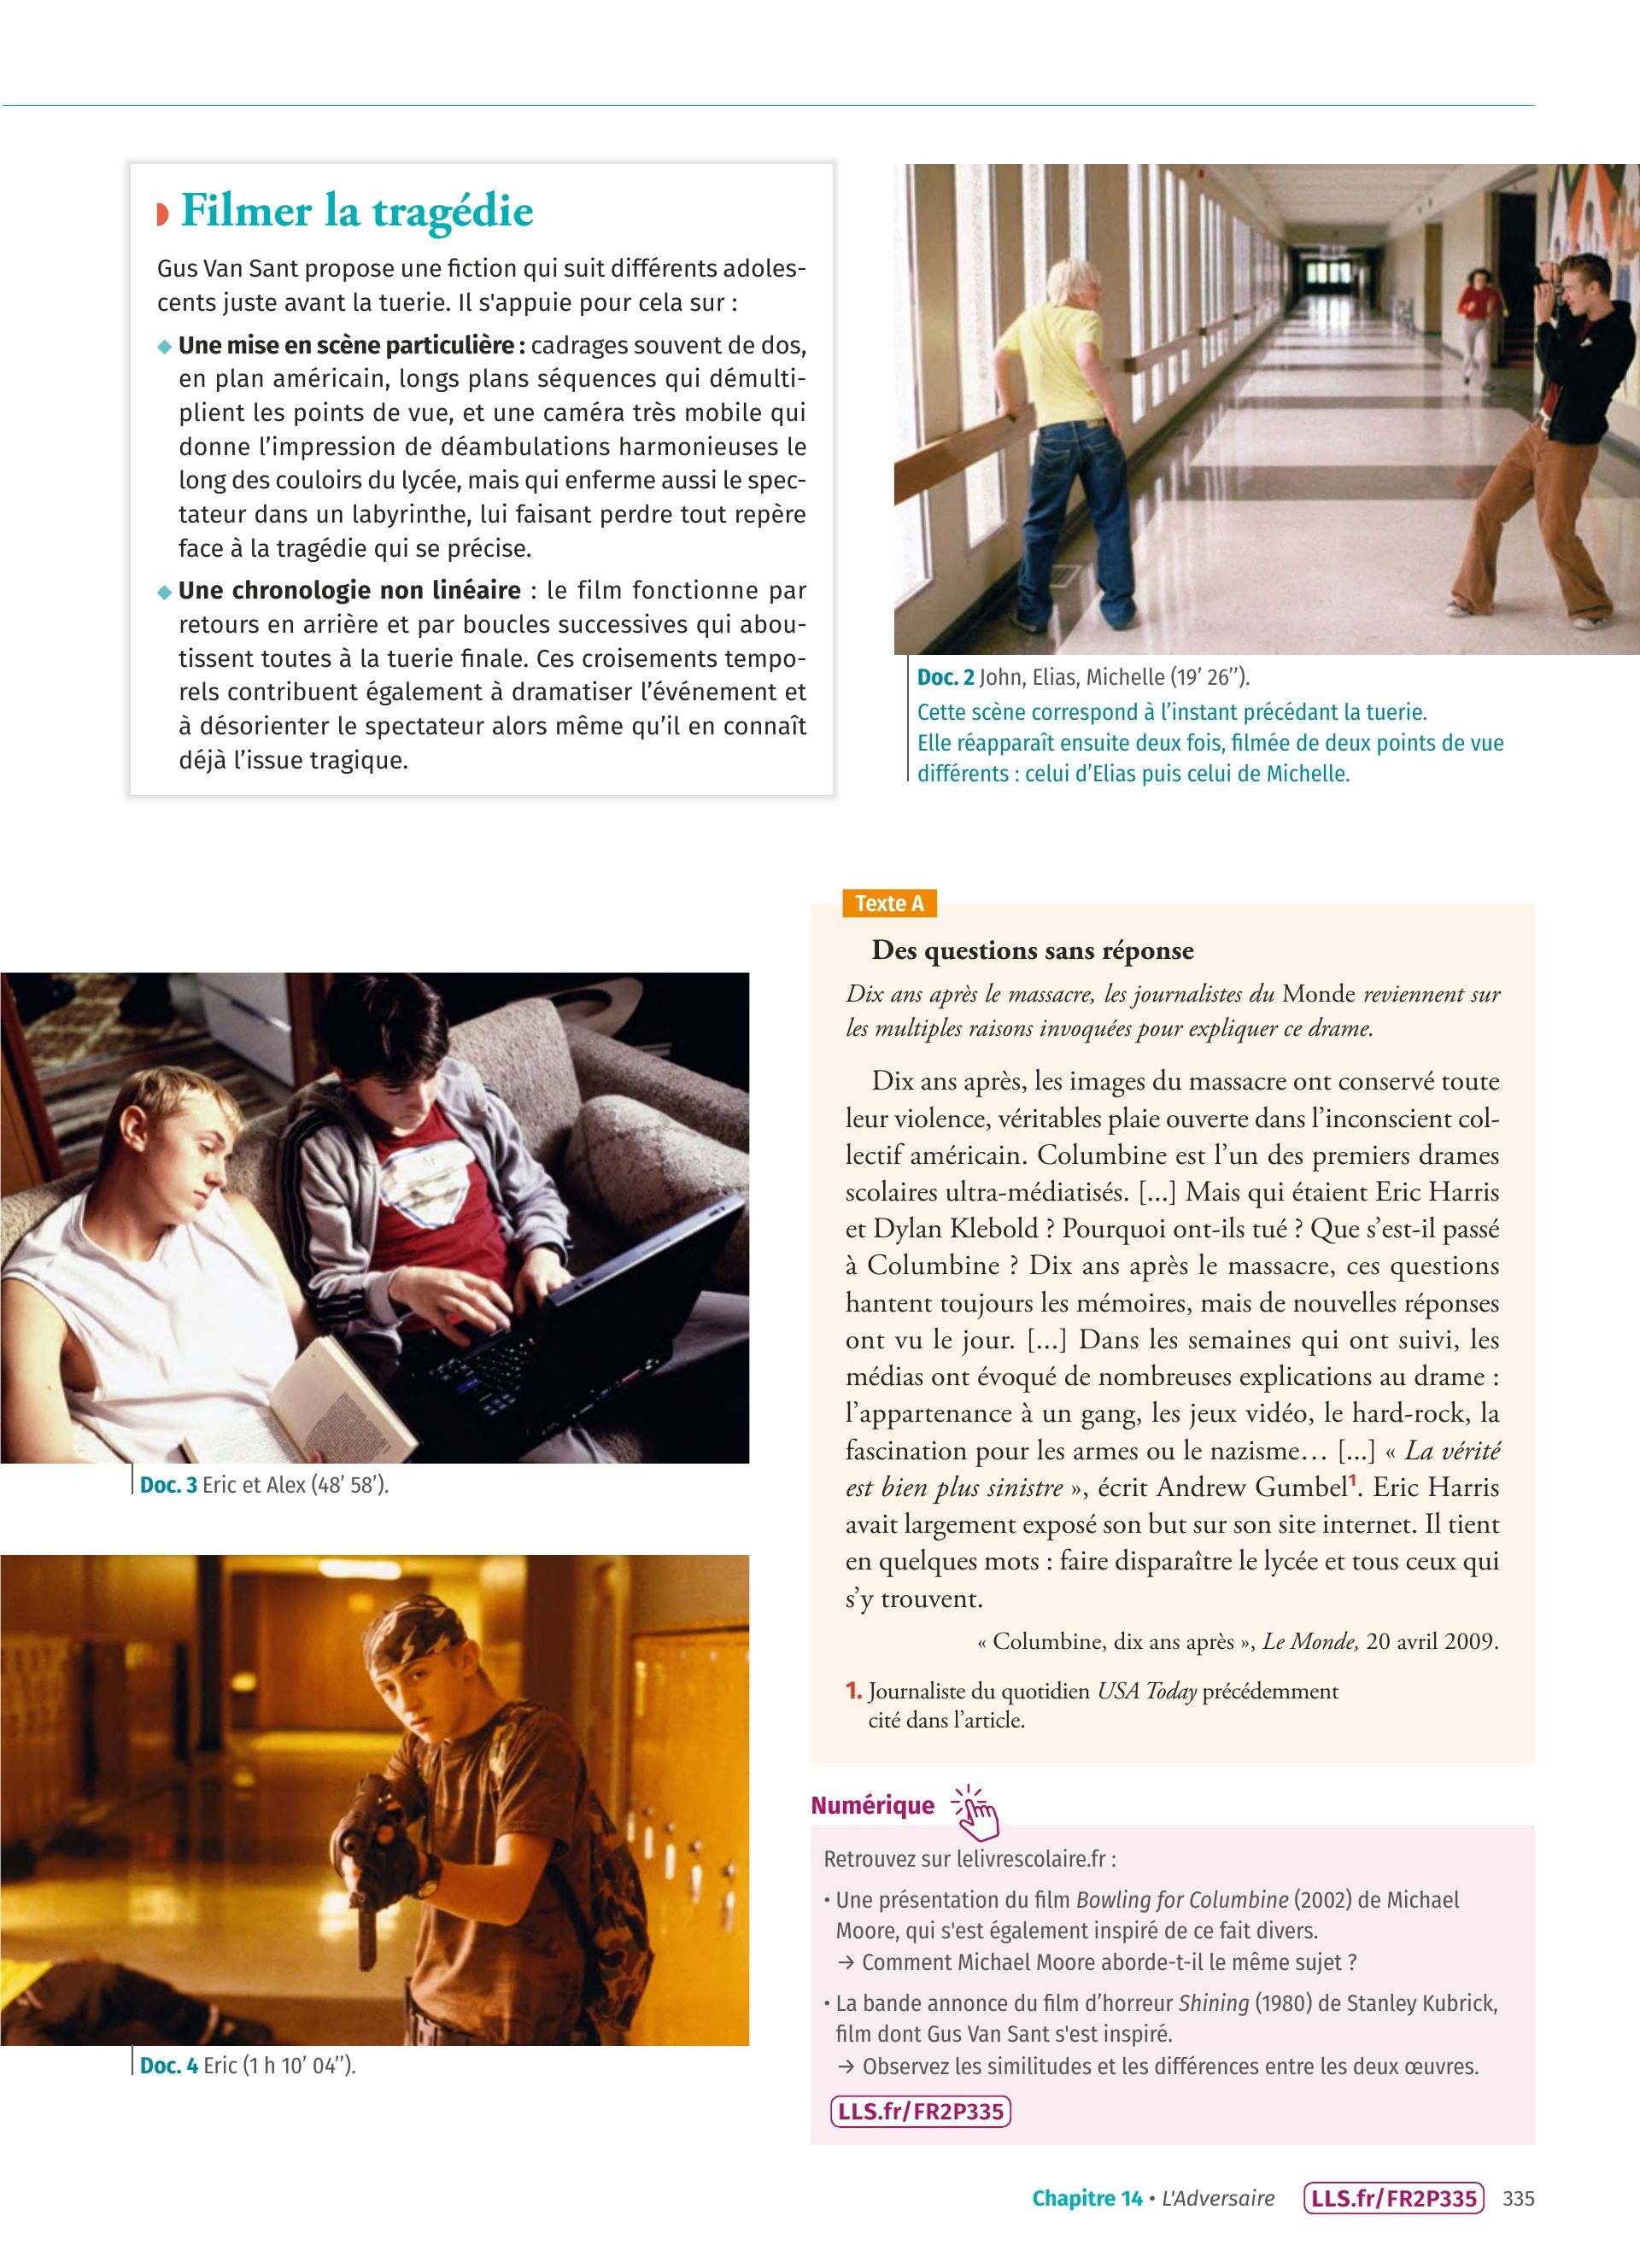 Filmer la tragédie
Gus Van Sant propose une fiction qui suit différents adoles-
cents juste avant la tuerie. Il s'appuie pour cela sur :
Une mise en scène particulière : cadrages souvent de dos,
en plan américain, longs plans séquences qui démulti-
plient les points de vue, et une caméra très mobile qui
donne l’impression de déambulations harmonieuses le
long des couloirs du lycée, mais qui enferme aussi le spec-
tateur dans un labyrinthe, lui faisant perdre tout repère
face à la tragédie qui se précise.
Une chronologie non linéaire : le film fonctionne par
retours en arrière et par boucles successives qui abou-
tissent toutes à la tuerie finale. Ces croisements tempo-
rels contribuent également à dramatiser l’événement et
à désorienter le spectateur alors même qu’il en connaît
déjà l’issue tragique.
Doc. 2 John, Elias, Michelle (19’ 26’’).
Cette scène correspond à l’instant précédant la tuerie.
Elle réapparaît ensuite deux fois, filmée de deux points de vue
différents : celui d’Elias puis celui de Michelle.
Doc. 3 Eric et Alex (48’ 58’).
Doc. 4 Eric (1 h 10’ 04’’).
Texte A
Des questions sans réponse
Dix ans après le massacre, les journalistes du Monde reviennent sur
les multiples raisons invoquées pour expliquer ce drame.
Dix ans après, les images du massacre ont conservé toute
leur violence, véritables plaie ouverte dans l’inconscient col-
lectif américain. Columbine est l’un des premiers drames
scolaires ultra-médiatisés. [...] Mais qui étaient Eric Harris
et Dylan Klebold ? Pourquoi ont-ils tué ? Que s’est-il passé
à Columbine ? Dix ans après le massacre, ces questions
hantent toujours les mémoires, mais de nouvelles réponses
ont vu le jour. [...] Dans les semaines qui ont suivi, les
médias ont évoqué de nombreuses explications au drame :
l’appartenance à un gang, les jeux vidéo, le hard-rock, la
fascination pour les armes ou le nazisme… [...] « La vérité
est bien plus sinistre », écrit Andrew Gumbel1. Eric Harris
avait largement exposé son but sur son site internet. Il tient
en quelques mots : faire disparaître le lycée et tous ceux qui
s’y trouvent.
« Columbine, dix ans après », Le Monde, 20 avril 2009.
1. Journaliste du quotidien USA Today précédemment
cité dans l’article.
Numérique
Retrouvez sur lelivrescolaire.fr :
• Une présentation du film Bowling for Columbine (2002) de Michael
Moore, qui s'est également inspiré de ce fait divers.
→ Comment Michael Moore aborde-t-il le même sujet ?
• La bande annonce du film d’horreur Shining (1980) de Stanley Kubrick,
film dont Gus Van Sant s'est inspiré.
→ Observez les similitudes et les différences entre les deux œuvres.
LLS.fr/FR2P335
Chapitre 14 • L'Adversaire LLS.fr/FR2P335 335